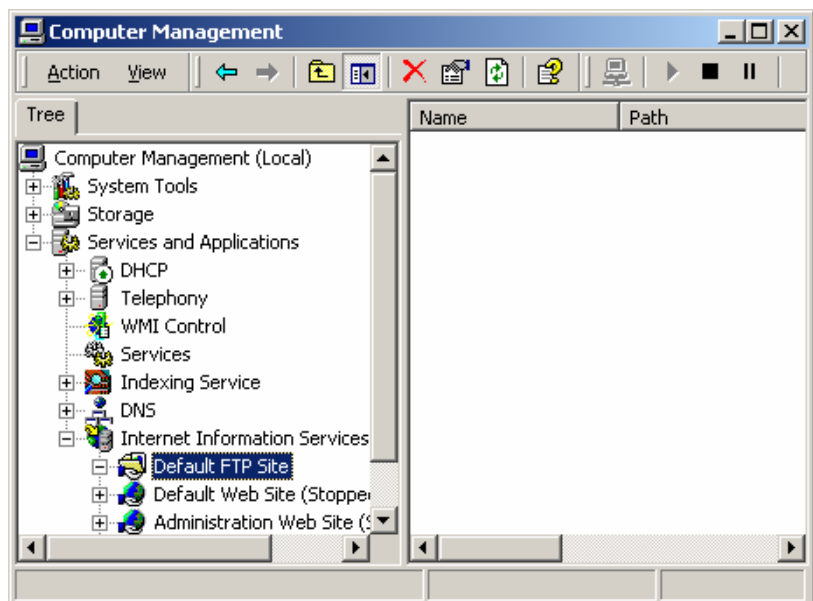 Computer Management
Action View
Tree
Name Path
Computer Management (Local)
System Tools
Storage
Services and Applications
DHCP
Telephony
WMI Control
Services
Indexing Service
DNS
Internet Information Services
Default FTP Site
Default Web Site (Stopped
Administration Web Site (S